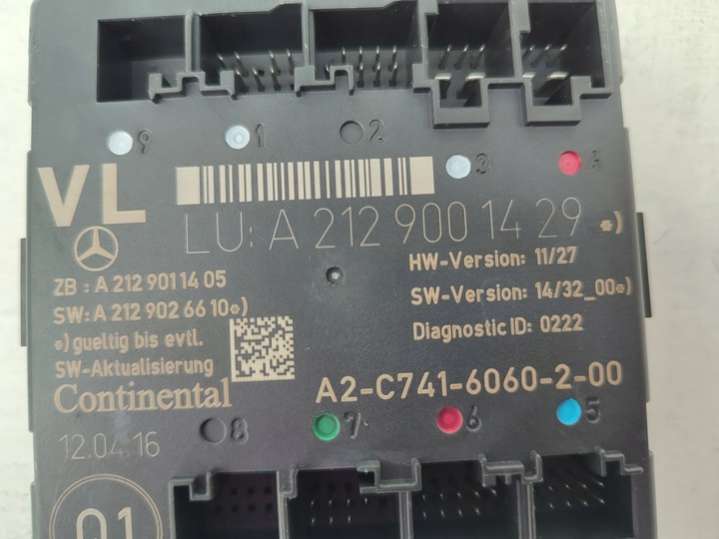 9 1 2
3 4
VL
LU: A 212 900 14 29 *)
ZB : A 212 901 14 05
SW: A 212 902 66 10*)
*) gueltig bis evtl.
SW-Aktualisierung
HW-Version: 11/27
SW-Version: 14/32_00*)
Diagnostic ID: 0222
Continental
A2-C741-6060-2-00
12.04.16
8 7 6 5
01